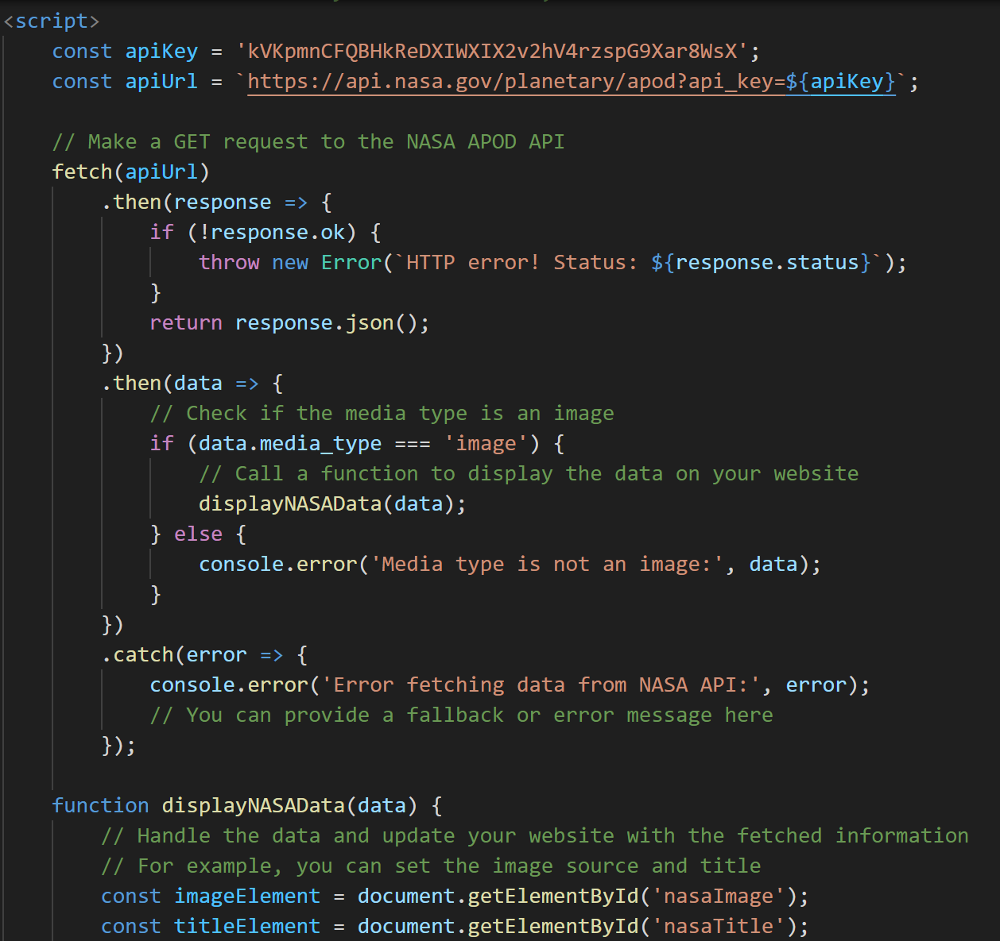 <script>
const apiKey = 'kVKpmnCFQBHkReDXIWXIX2v2hV4rzspG9Xar8WsX';
const apiUrl = `https://api.nasa.gov/planetary/apod?api_key=${apiKey}`;
// Make a GET request to the NASA APOD API
fetch(apiUrl)
.then(response => {
if (!response.ok) {
throw new Error(`HTTP error! Status: ${response.status}`);
}
return response.json();
})
.then(data => {
// Check if the media type is an image
if (data.media_type === 'image') {
// Call a function to display the data on your website
displayNASAData(data);
} else {
console.error('Media type is not an image:', data);
}
})
.catch(error => {
console.error('Error fetching data from NASA API:', error);
// You can provide a fallback or error message here
});
function displayNASAData(data) {
// Handle the data and update your website with the fetched information
// For example, you can set the image source and title
const imageElement = document.getElementById('nasaImage');
const titleElement = document.getElementById('nasaTitle');